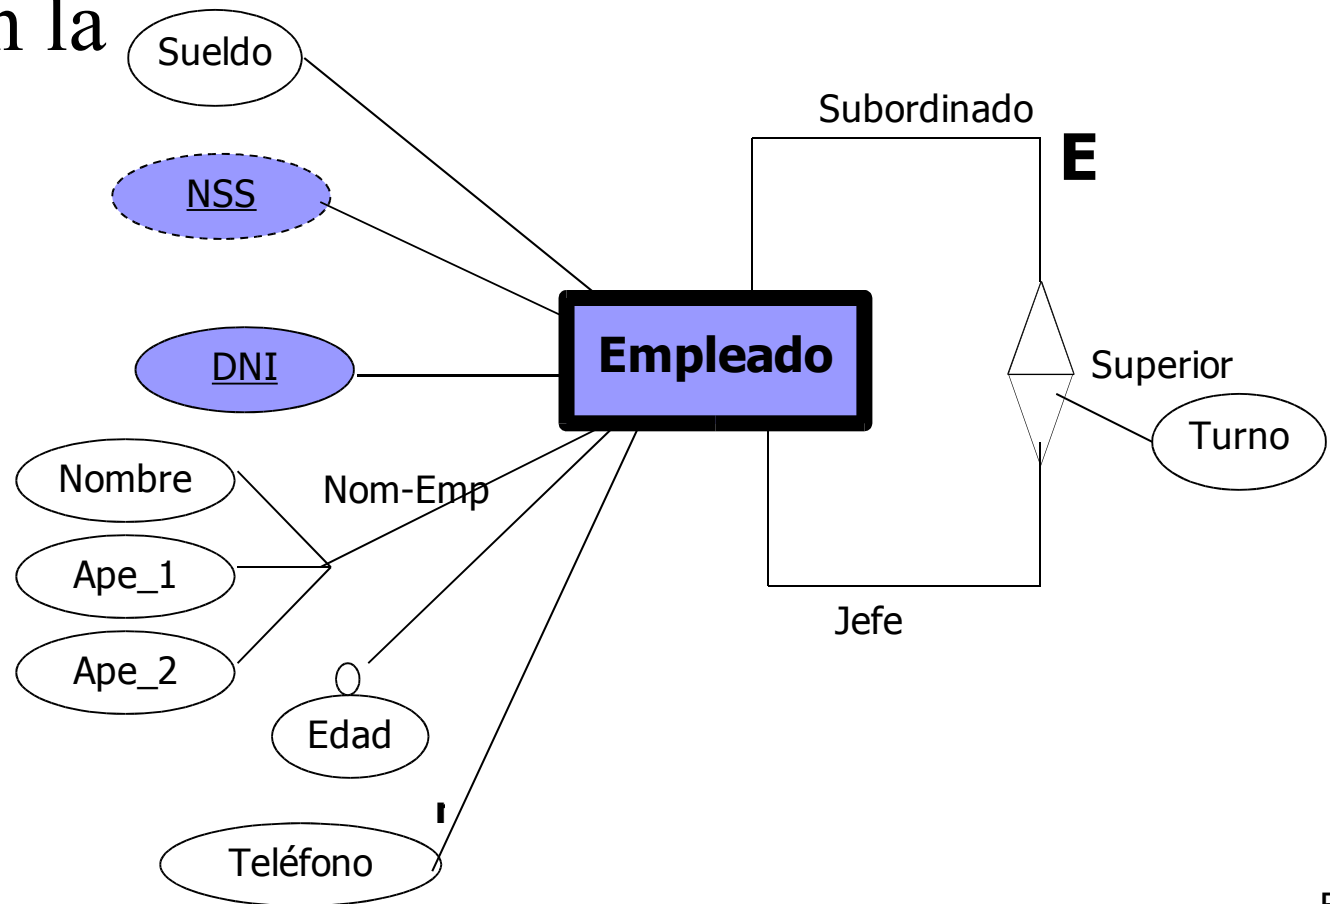 n la
Sueldo
Subordinado
E
NSS
Empleado
DNI
Superior
Turno
Nombre
Nom-Emp
Ape_1
Jefe
Ape_2
Edad
Teléfono